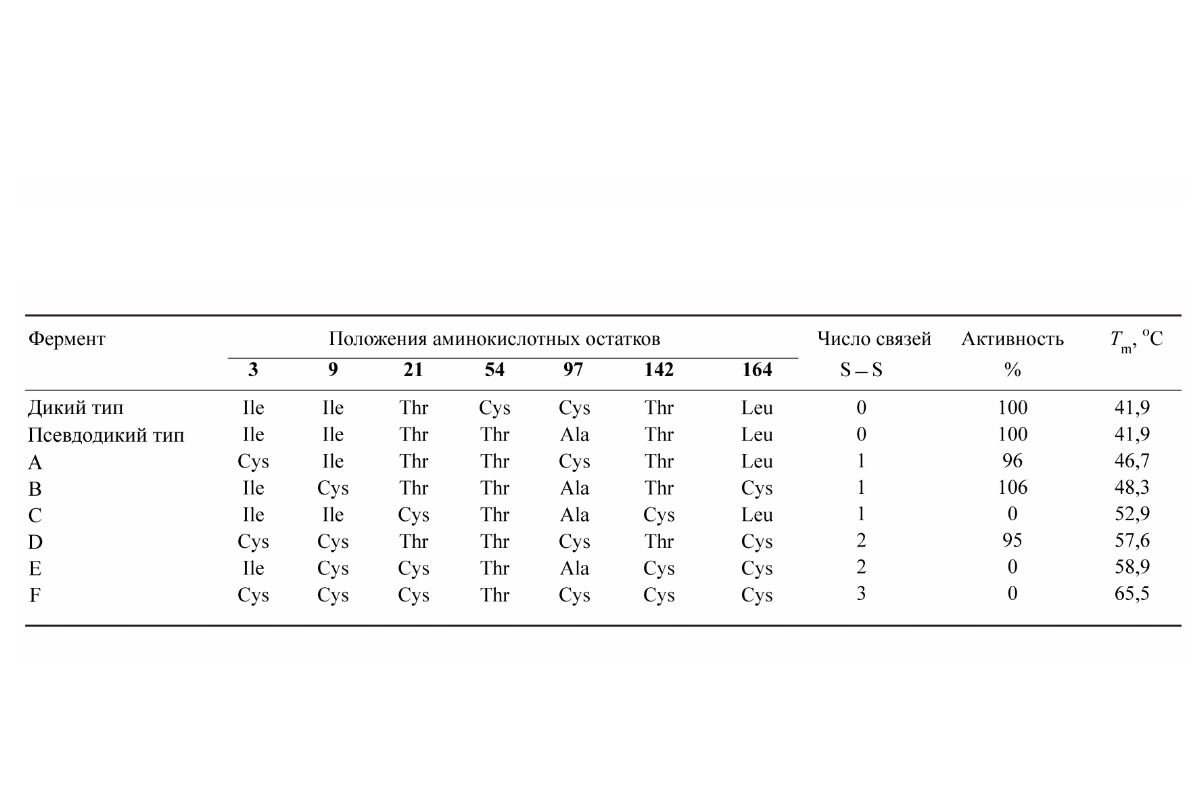 Фермент Положения аминокислотных остатков Число связей Активность Tm, oC
3 9 21 54 97 142 164 S – S %
Дикий тип Ile Ile Thr Cys Cys Thr Leu 0 100 41,9
Псевдодикий тип Ile Ile Thr Thr Ala Thr Leu 0 100 41,9
A Cys Ile Thr Thr Cys Thr Leu 1 96 46,7
B Ile Cys Thr Thr Ala Thr Cys 1 106 48,3
C Ile Ile Cys Thr Ala Cys Leu 1 0 52,9
D Cys Cys Thr Thr Cys Thr Cys 2 95 57,6
E Ile Cys Cys Thr Ala Cys Cys 2 0 58,9
F Cys Cys Cys Thr Cys Cys Cys 3 0 65,5